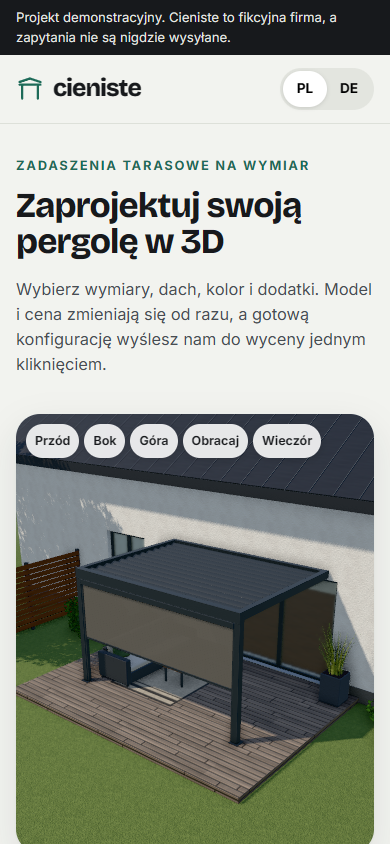 Projekt demonstracyjny. Cieniste to fikcyjna firma, a
zapytania nie są nigdzie wysyłane.
cieniste
PL DE
ZADASZENIA TARASOWE NA WYMIAR
Zaprojektuj swoją
pergolę w 3D
Wybierz wymiary, dach, kolor i dodatki. Model
i cena zmieniają się od razu, a gotową
konfigurację wyślesz nam do wyceny jednym
kliknięciem.
Przód Bok Góra Obracaj Wieczór